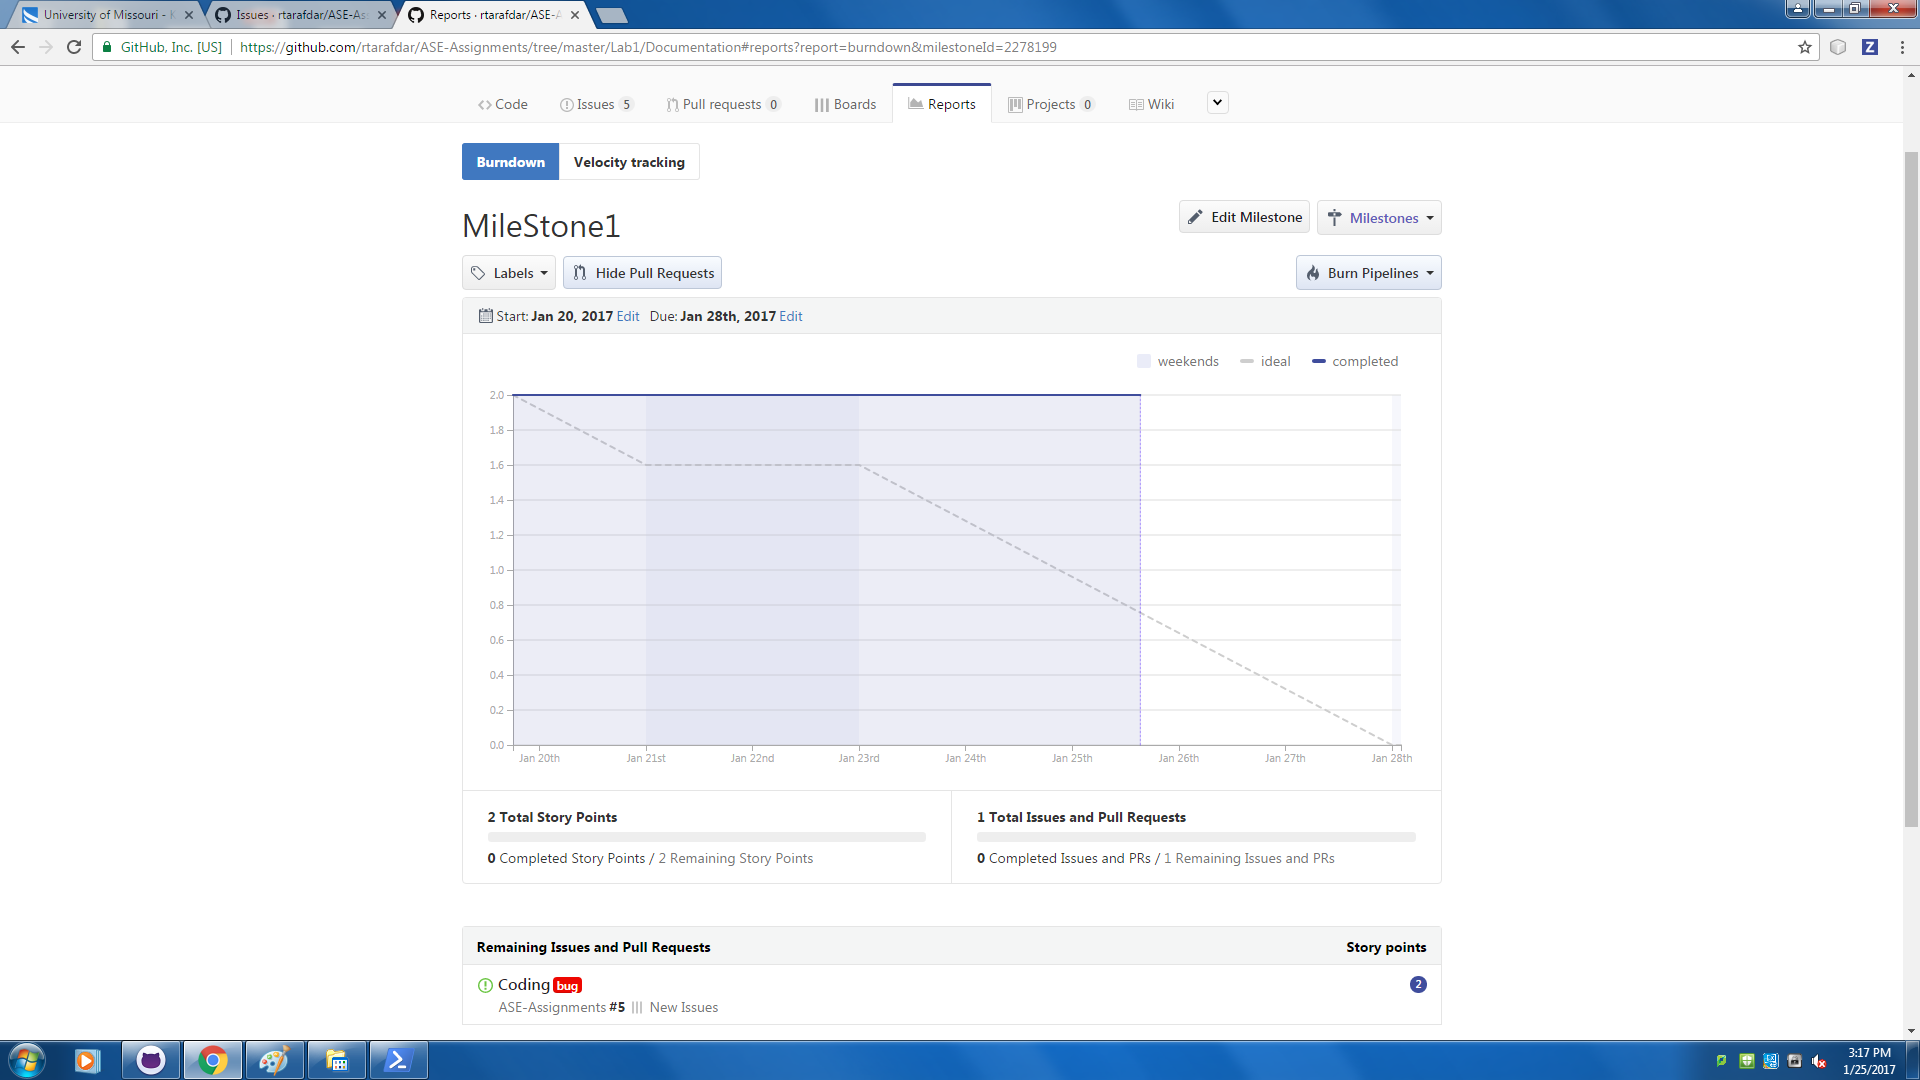 University of Missouri - K
Issues · rtarafdar/ASE-As
Reports · rtarafdar/ASE-A
GitHub, Inc. [US]
https://github.com/rtarafdar/ASE-Assignments/tree/master/Lab1/Documentation#reports?report=burndown&milestoneId=2278199
Z
Code
Issues 5
Pull requests 0
Boards
Reports
Projects 0
Wiki
Burndown
Velocity tracking
MileStone1
Edit Milestone
Milestones
Labels
Hide Pull Requests
Burn Pipelines
Start: Jan 20, 2017 Edit Due: Jan 28th, 2017 Edit
weekends ideal completed
2.0
1.8
1.6
1.4
1.2
1.0
0.8
0.6
0.4
0.2
0.0
Jan 20th Jan 21st Jan 22nd Jan 23rd Jan 24th Jan 25th Jan 26th Jan 27th Jan 28th
2 Total Story Points
0 Completed Story Points / 2 Remaining Story Points
1 Total Issues and Pull Requests
0 Completed Issues and PRs / 1 Remaining Issues and PRs
Remaining Issues and Pull Requests
Story points
Coding bug
2
ASE-Assignments #5 New Issues
3:17 PM
1/25/2017